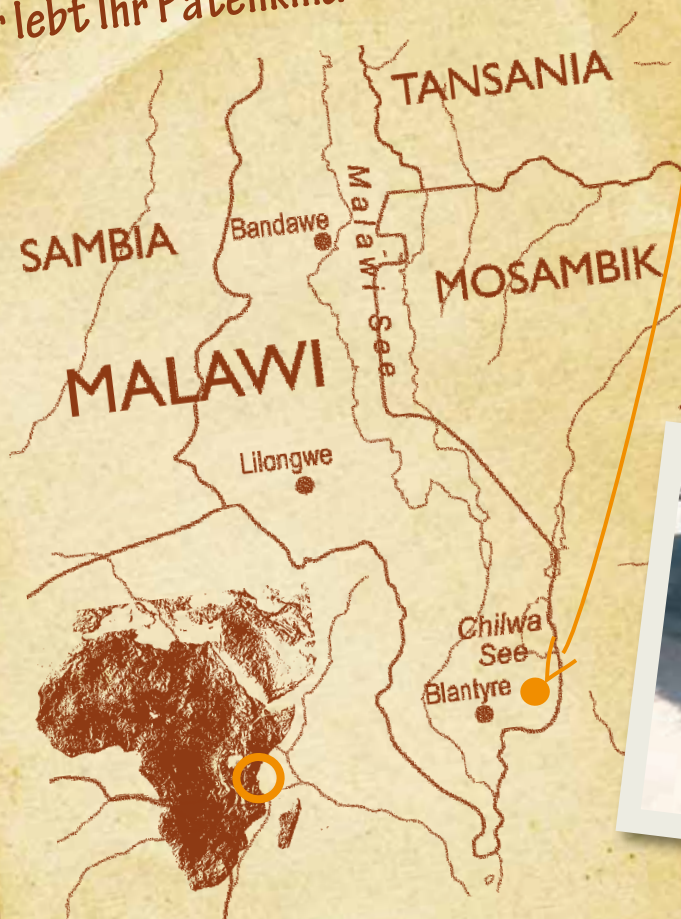 lebt Ihr Patenkind
TANSANIA
Malawi-See
Bandawe
SAMBIA
MOSAMBIK
MALAWI
Lilongwe
Chilwa
See
Blantyre